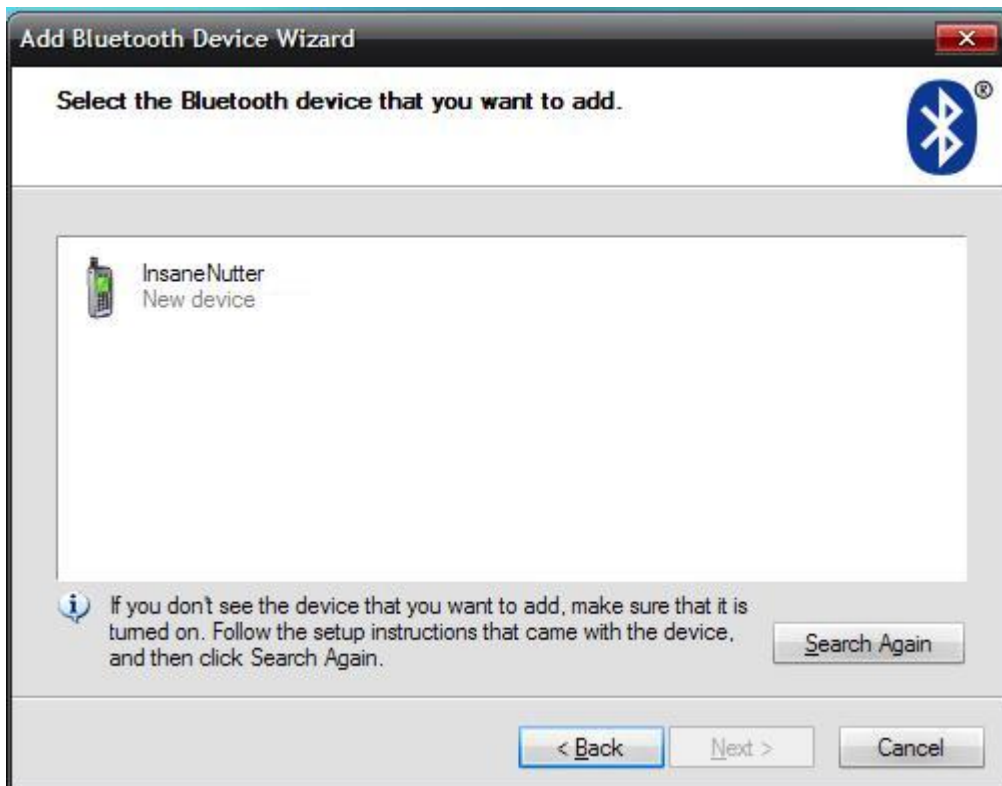 Add Bluetooth Device Wizard
Select the Bluetooth device that you want to add.
®
InsaneNutter
New device
If you don't see the device that you want to add, make sure that it is
turned on. Follow the setup instructions that came with the device,
and then click Search Again.
Search Again
< Back
Next >
Cancel